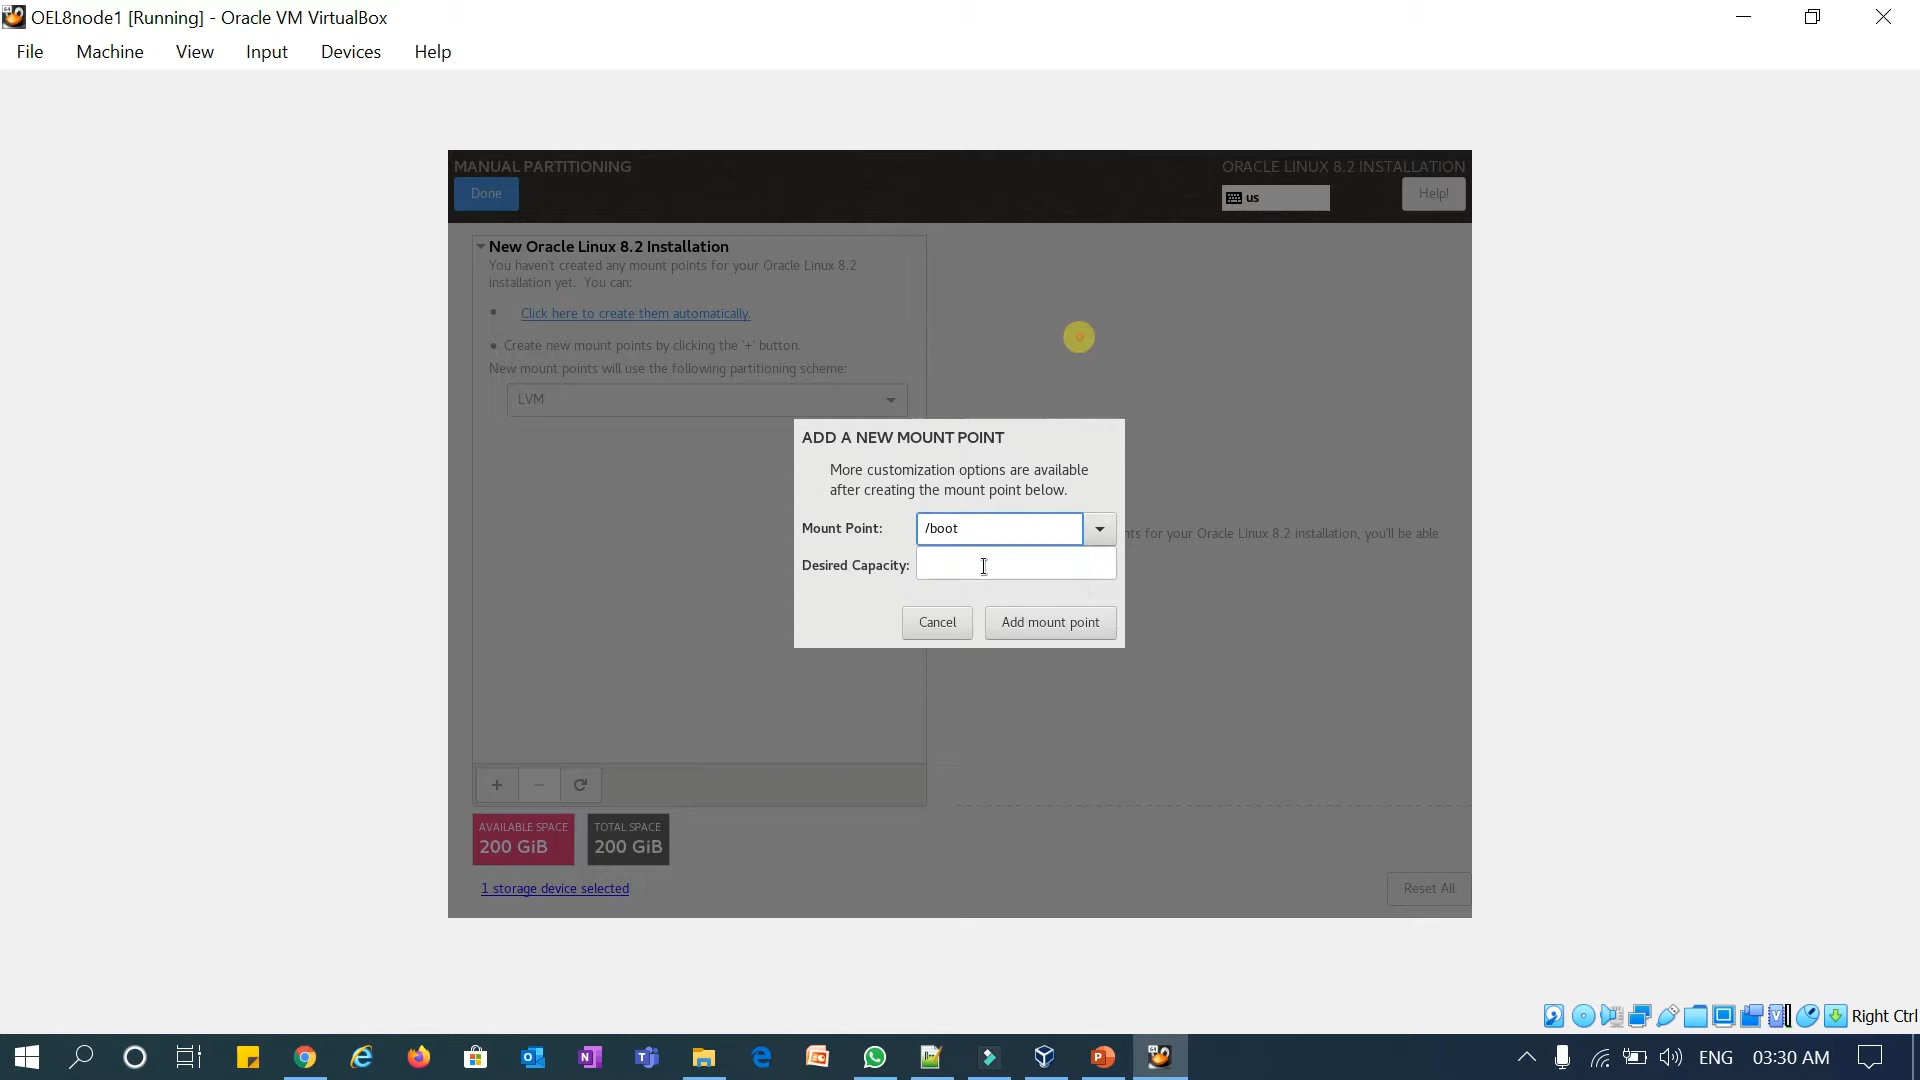 OEL8node1 [Running] - Oracle VM VirtualBox
File Machine View Input Devices Help
MANUAL PARTITIONING
ORACLE LINUX 8.2 INSTALLATION
Done
us
Help!
New Oracle Linux 8.2 Installation
You haven't created any mount points for your Oracle Linux 8.2
installation yet. You can:
Click here to create them automatically.
Create new mount points by clicking the '+' button.
New mount points will use the following partitioning scheme:
LVM
ADD A NEW MOUNT POINT
More customization options are available
after creating the mount point below.
Mount Point: /boot
nts for your Oracle Linux 8.2 installation, you'll be able
Desired Capacity:
Cancel
Add mount point
AVAILABLE SPACE
200 GiB
TOTAL SPACE
200 GiB
1 storage device selected
Reset All
Right Ctrl
ENG
03:30 AM